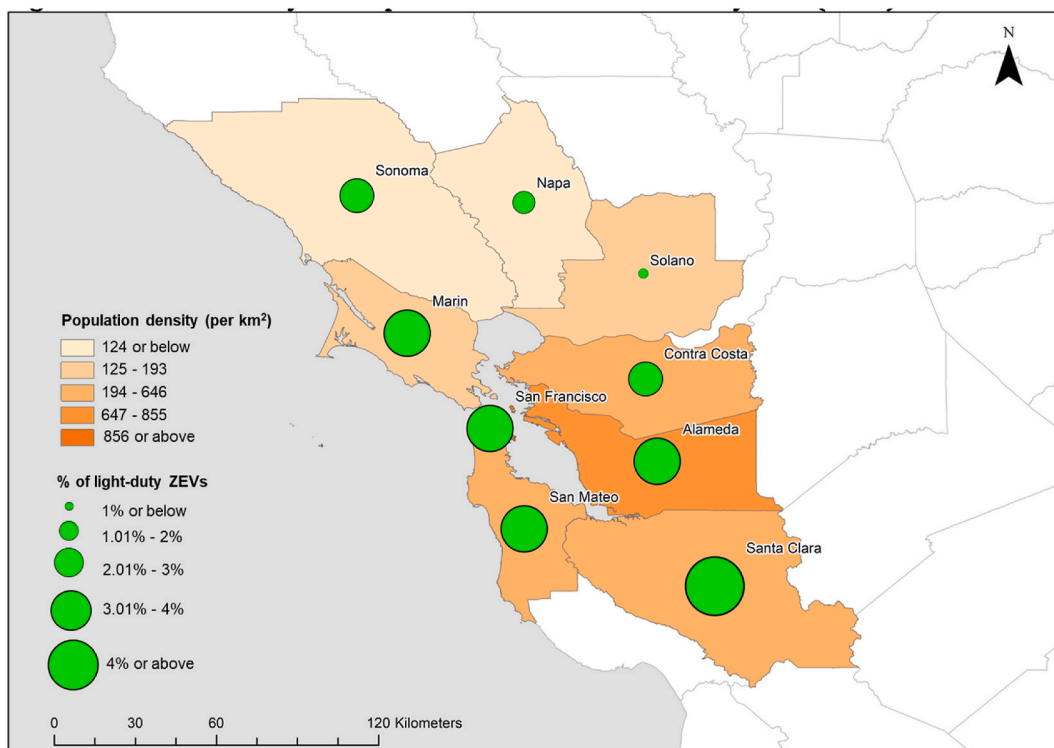 N
Sonoma
Napa
Solano
Marin
Contra Costa
San Francisco
Alameda
San Mateo
Santa Clara
Population density (per km²)
124 or below
125 - 193
194 - 646
647 - 855
856 or above
% of light-duty ZEVs
1% or below
1.01% - 2%
2.01% - 3%
3.01% - 4%
4% or above
0 30 60 120 Kilometers